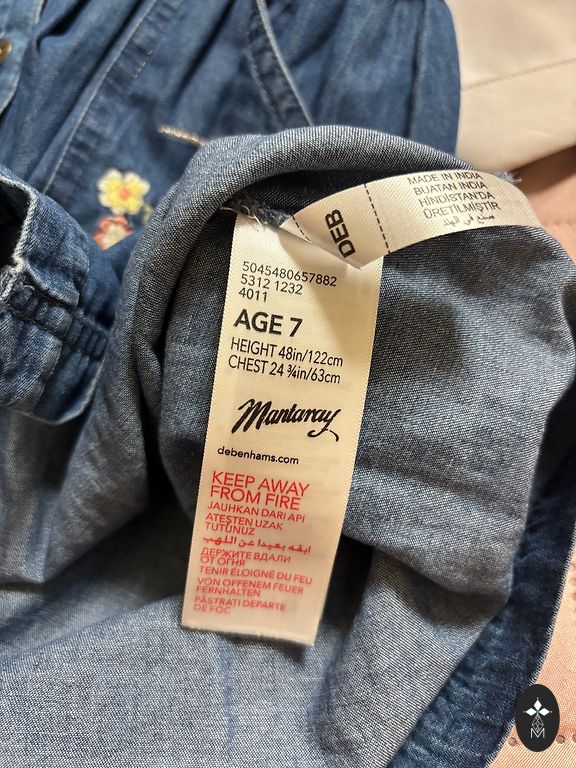 MADE IN INDIA
BUATAN INDIA
HİNDİSTAN'DA
ÜRETİLMİŞTİR
صنع في الهند
DEB
5045480657882
5312 1232
4011
AGE 7
HEIGHT 48in/122cm
CHEST 24 ¾in/63cm
Mantaray
debenhams.com
KEEP AWAY
FROM FIRE
JAUHKAN DARI API
ATEŞTEN UZAK
TUTUNUZ
ابقه بعيدا عن اللهب
ДЕРЖИТЕ ВДАЛИ
ОТ ОГНЯ
TENIR ÉLOIGNÉ DU FEU
VON OFFENEM FEUER
FERNHALTEN
PĂSTRAŢI DEPARTE
DE FOC
M